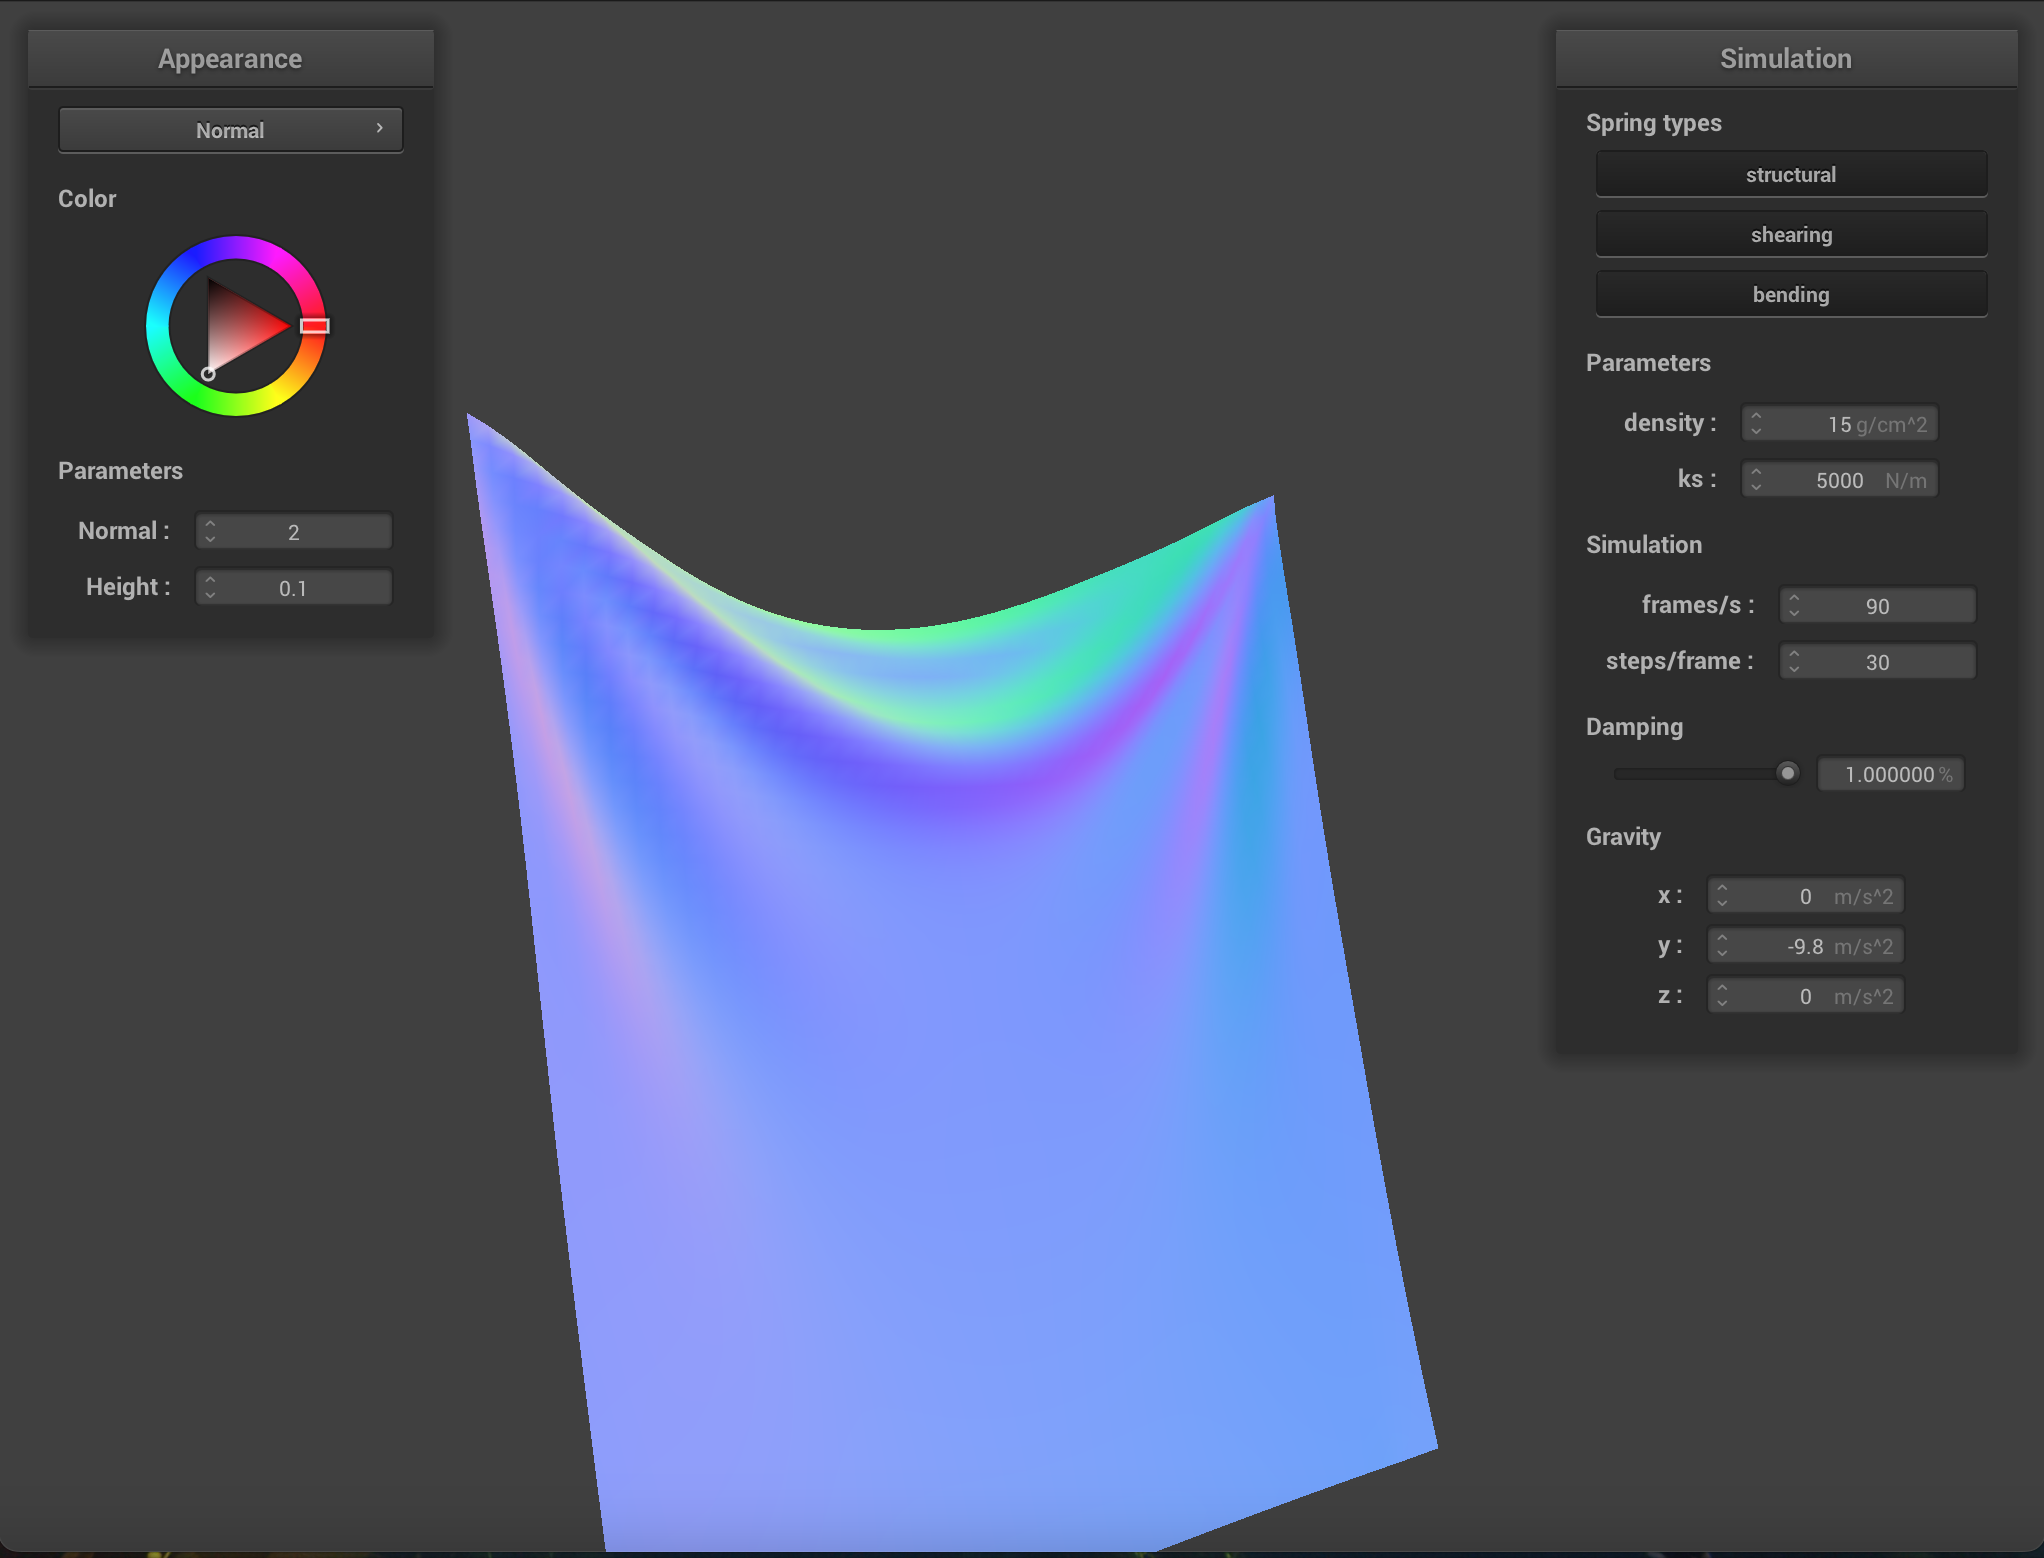 Appearance
Normal
Color
Parameters
Normal : 2
Height : 0.1
Simulation
Spring types
structural
shearing
bending
Parameters
density : 15 g/cm^2
ks : 5000 N/m
Simulation
frames/s : 90
steps/frame : 30
Damping
1.000000 %
Gravity
x : 0 m/s^2
y : -9.8 m/s^2
z : 0 m/s^2